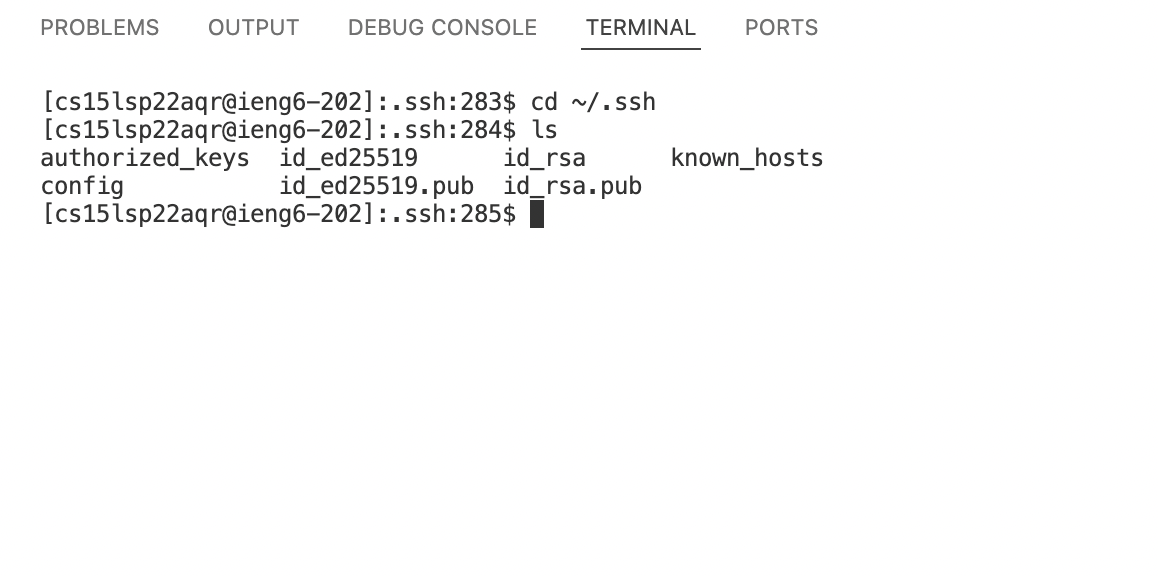 PROBLEMS OUTPUT DEBUG CONSOLE TERMINAL PORTS
[cs15lsp22aqr@ieng6-202]:.ssh:283$ cd ~/.ssh
[cs15lsp22aqr@ieng6-202]:.ssh:284$ ls
authorized_keys id_ed25519 id_rsa known_hosts
config id_ed25519.pub id_rsa.pub
[cs15lsp22aqr@ieng6-202]:.ssh:285$